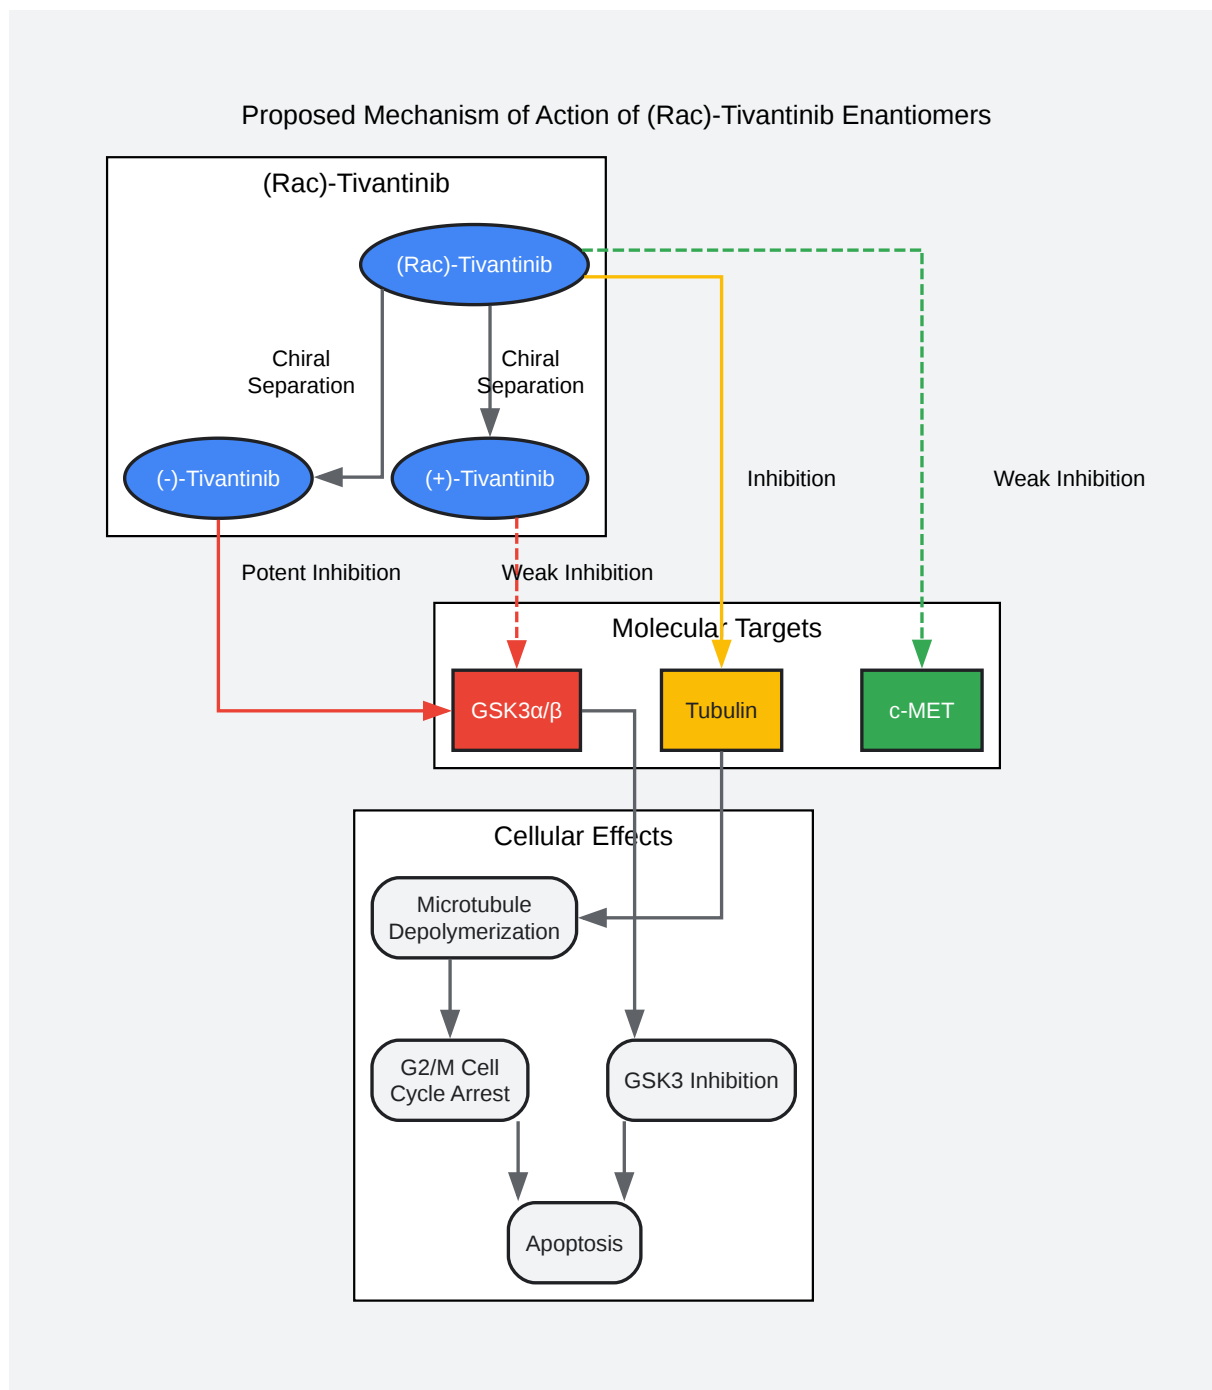 Proposed Mechanism of Action of (Rac)-Tivantinib Enantiomers
(Rac)-Tivantinib
(Rac)-Tivantinib
Chiral
Separation
Chiral
Separation
(-)-Tivantinib
(+)-Tivantinib
Inhibition
Weak Inhibition
Potent Inhibition
Weak Inhibition
Molecular Targets
GSK3α/β
Tubulin
c-MET
Cellular Effects
Microtubule
Depolymerization
G2/M Cell
Cycle Arrest
GSK3 Inhibition
Apoptosis